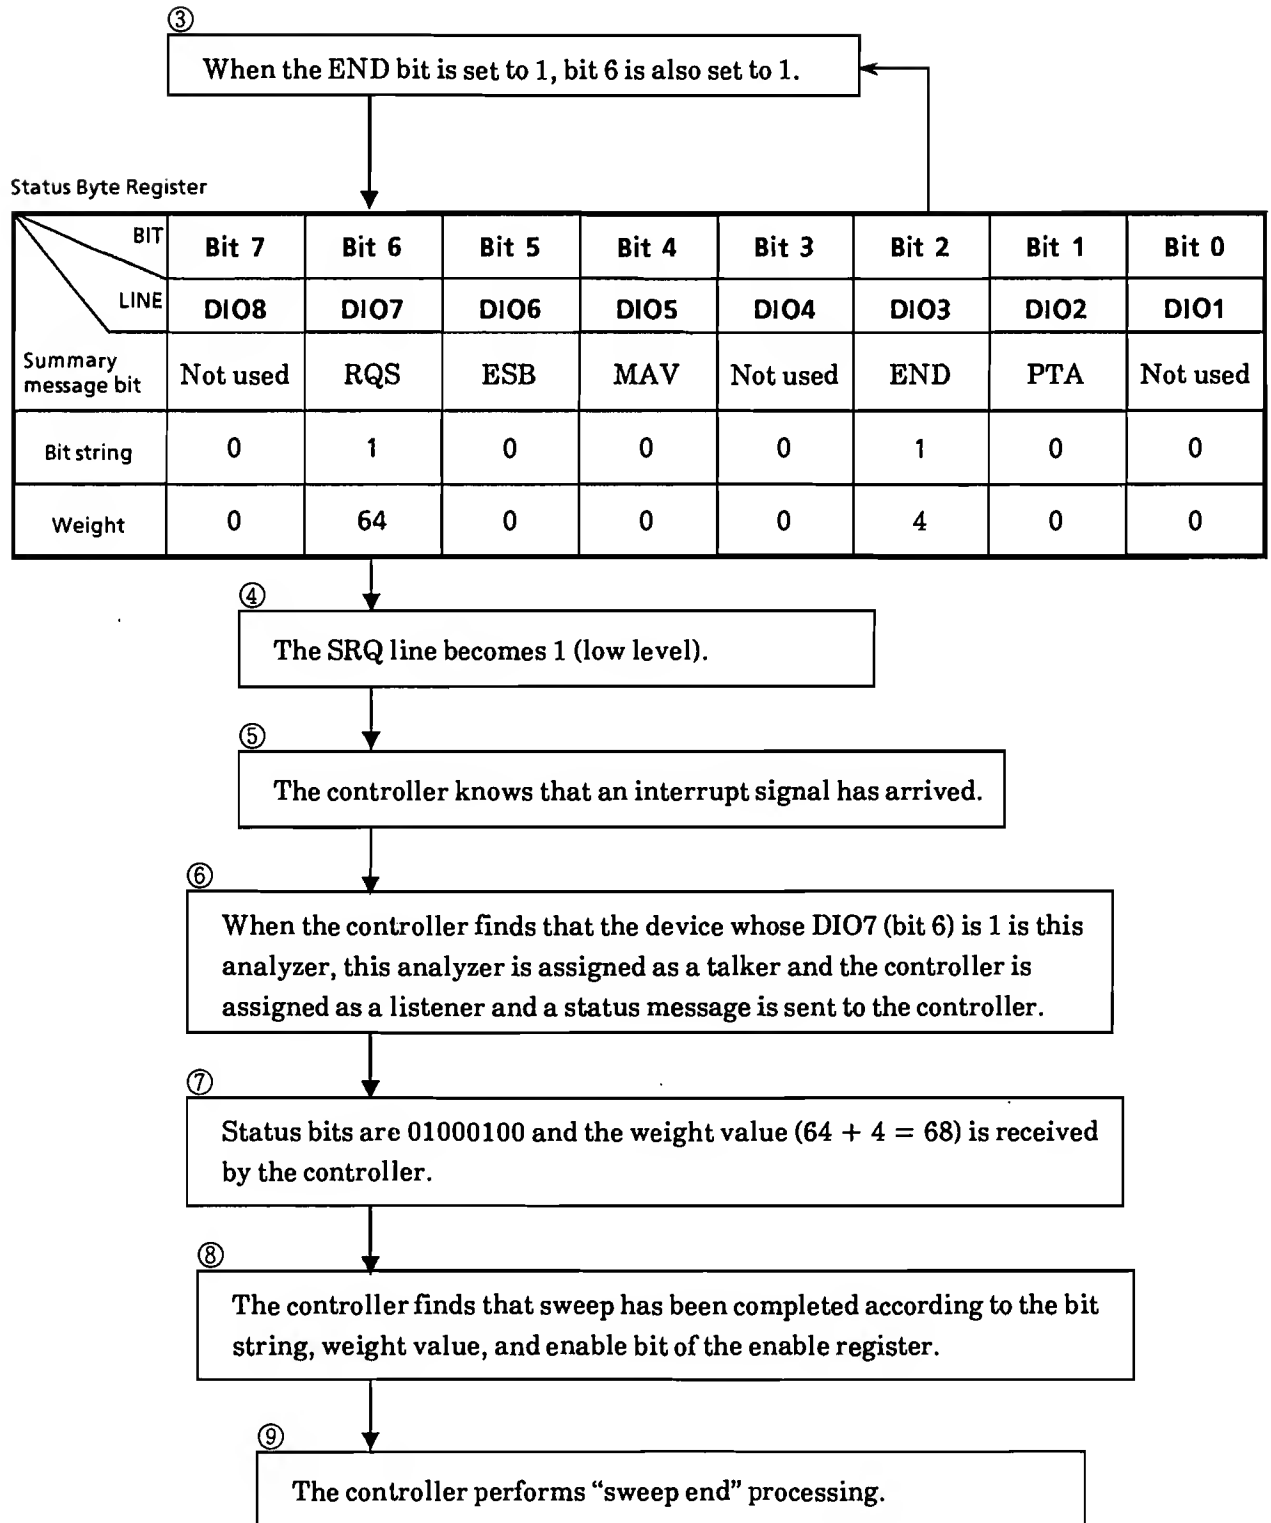 ③
When the END bit is set to 1, bit 6 is also set to 1.
Status Byte Register
BIT Bit 7 Bit 6 Bit 5 Bit 4 Bit 3 Bit 2 Bit 1 Bit 0
LINE DIO8 DIO7 DIO6 DIO5 DIO4 DIO3 DIO2 DIO1
Summary message bit Not used RQS ESB MAV Not used END PTA Not used
Bit string 0 1 0 0 0 1 0 0
Weight 0 64 0 0 0 4 0 0
④
The SRQ line becomes 1 (low level).
⑤
The controller knows that an interrupt signal has arrived.
⑥
When the controller finds that the device whose DIO7 (bit 6) is 1 is this
analyzer, this analyzer is assigned as a talker and the controller is
assigned as a listener and a status message is sent to the controller.
⑦
Status bits are 01000100 and the weight value (64 + 4 = 68) is received
by the controller.
⑧
The controller finds that sweep has been completed according to the bit
string, weight value, and enable bit of the enable register.
⑨
The controller performs “sweep end” processing.